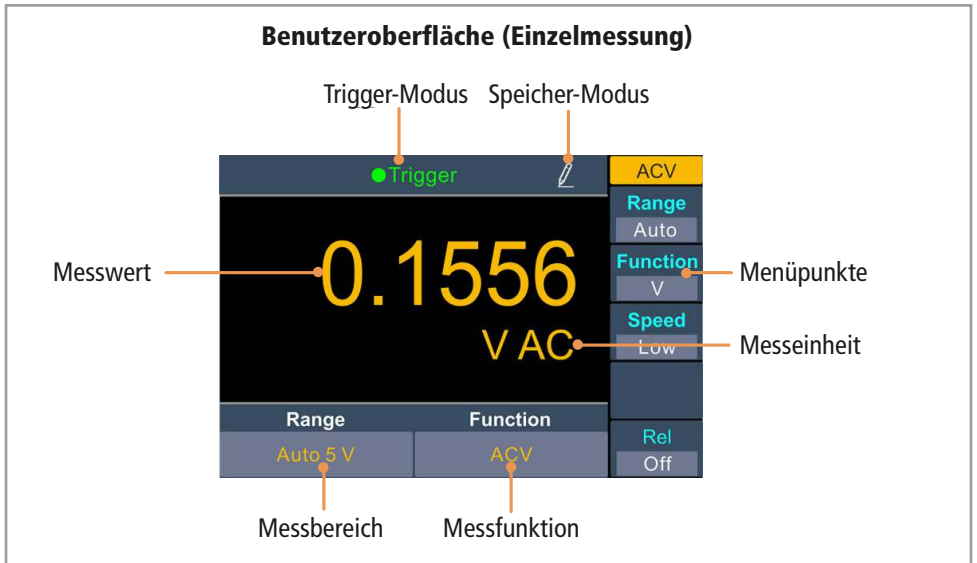 Benutzeroberfläche (Einzelmessung)
Trigger-Modus Speicher-Modus
Trigger
ACV
Range
Auto
Messwert
0.1556
Function
V
Menüpunkte
Speed
Low
V AC
Messeinheit
Range Function
Auto 5 V ACV
Rel
Off
Messbereich Messfunktion